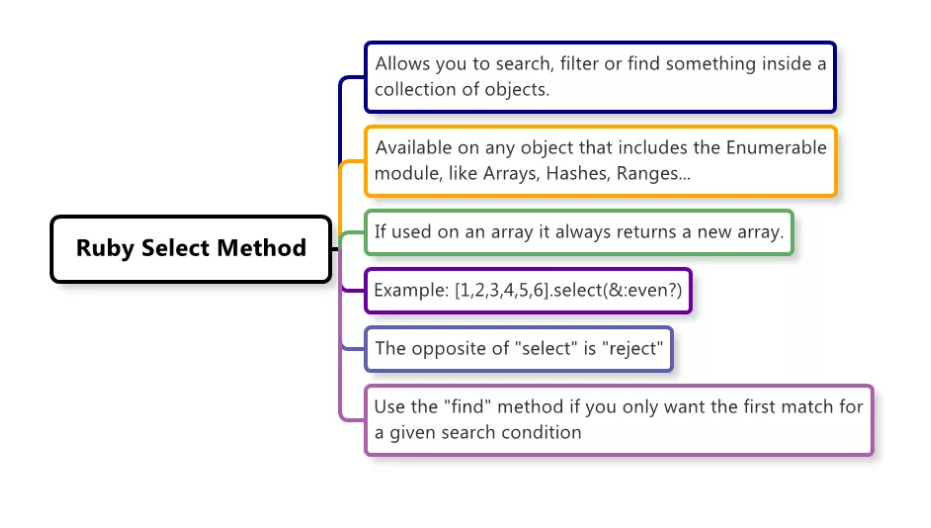 Ruby Select Method
Allows you to search, filter or find something inside a
collection of objects.
Available on any object that includes the Enumerable
module, like Arrays, Hashes, Ranges...
If used on an array it always returns a new array.
Example: [1,2,3,4,5,6].select(&:even?)
The opposite of "select" is "reject"
Use the "find" method if you only want the first match for
a given search condition